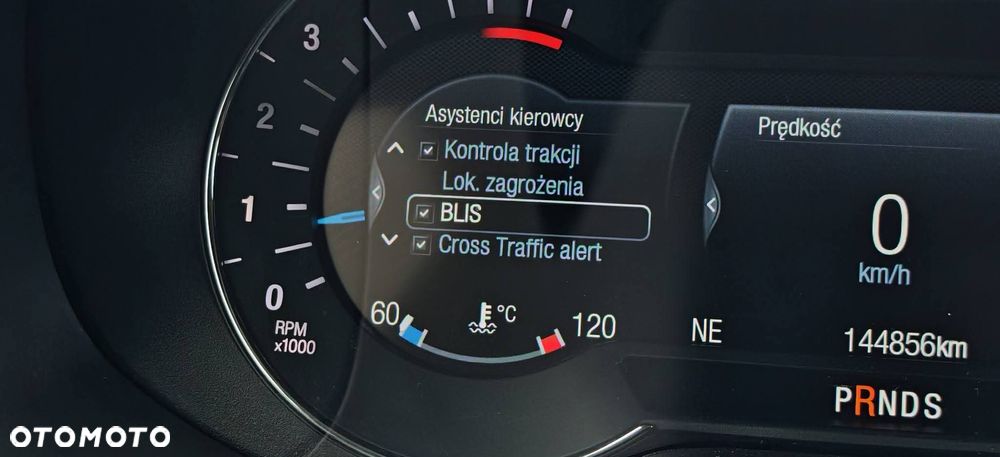 3
2
1
0
RPM
x1000
Asystenci kierowcy
Kontrola trakcji
Lok. zagrożenia
BLIS
Cross Traffic alert
60
°C
120
Prędkość
0
km/h
NE
144856km
PRNDS
OTOMOTO